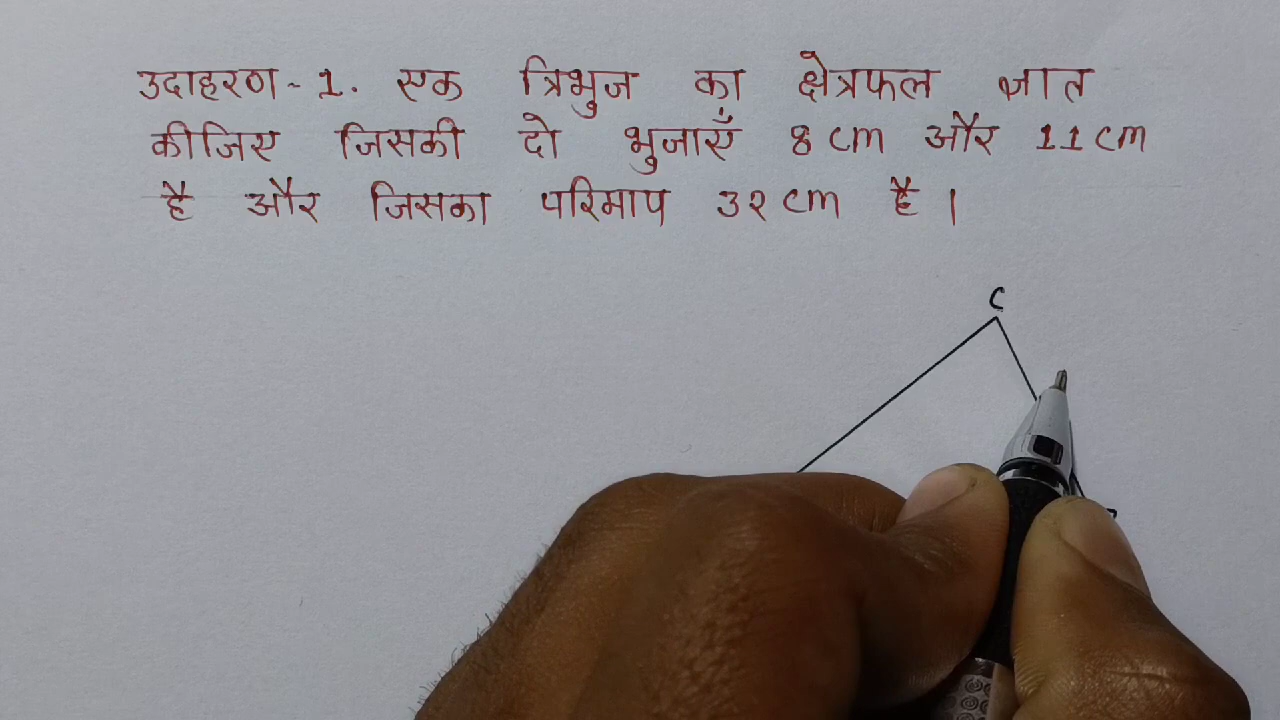 उदाहरण - 1. एक त्रिभुज का क्षेत्रफल ज्ञात
कीजिए जिसकी दो भुजाएँ 8 cm और 11 cm
है और जिसका परिमाप 32 cm है ।
C